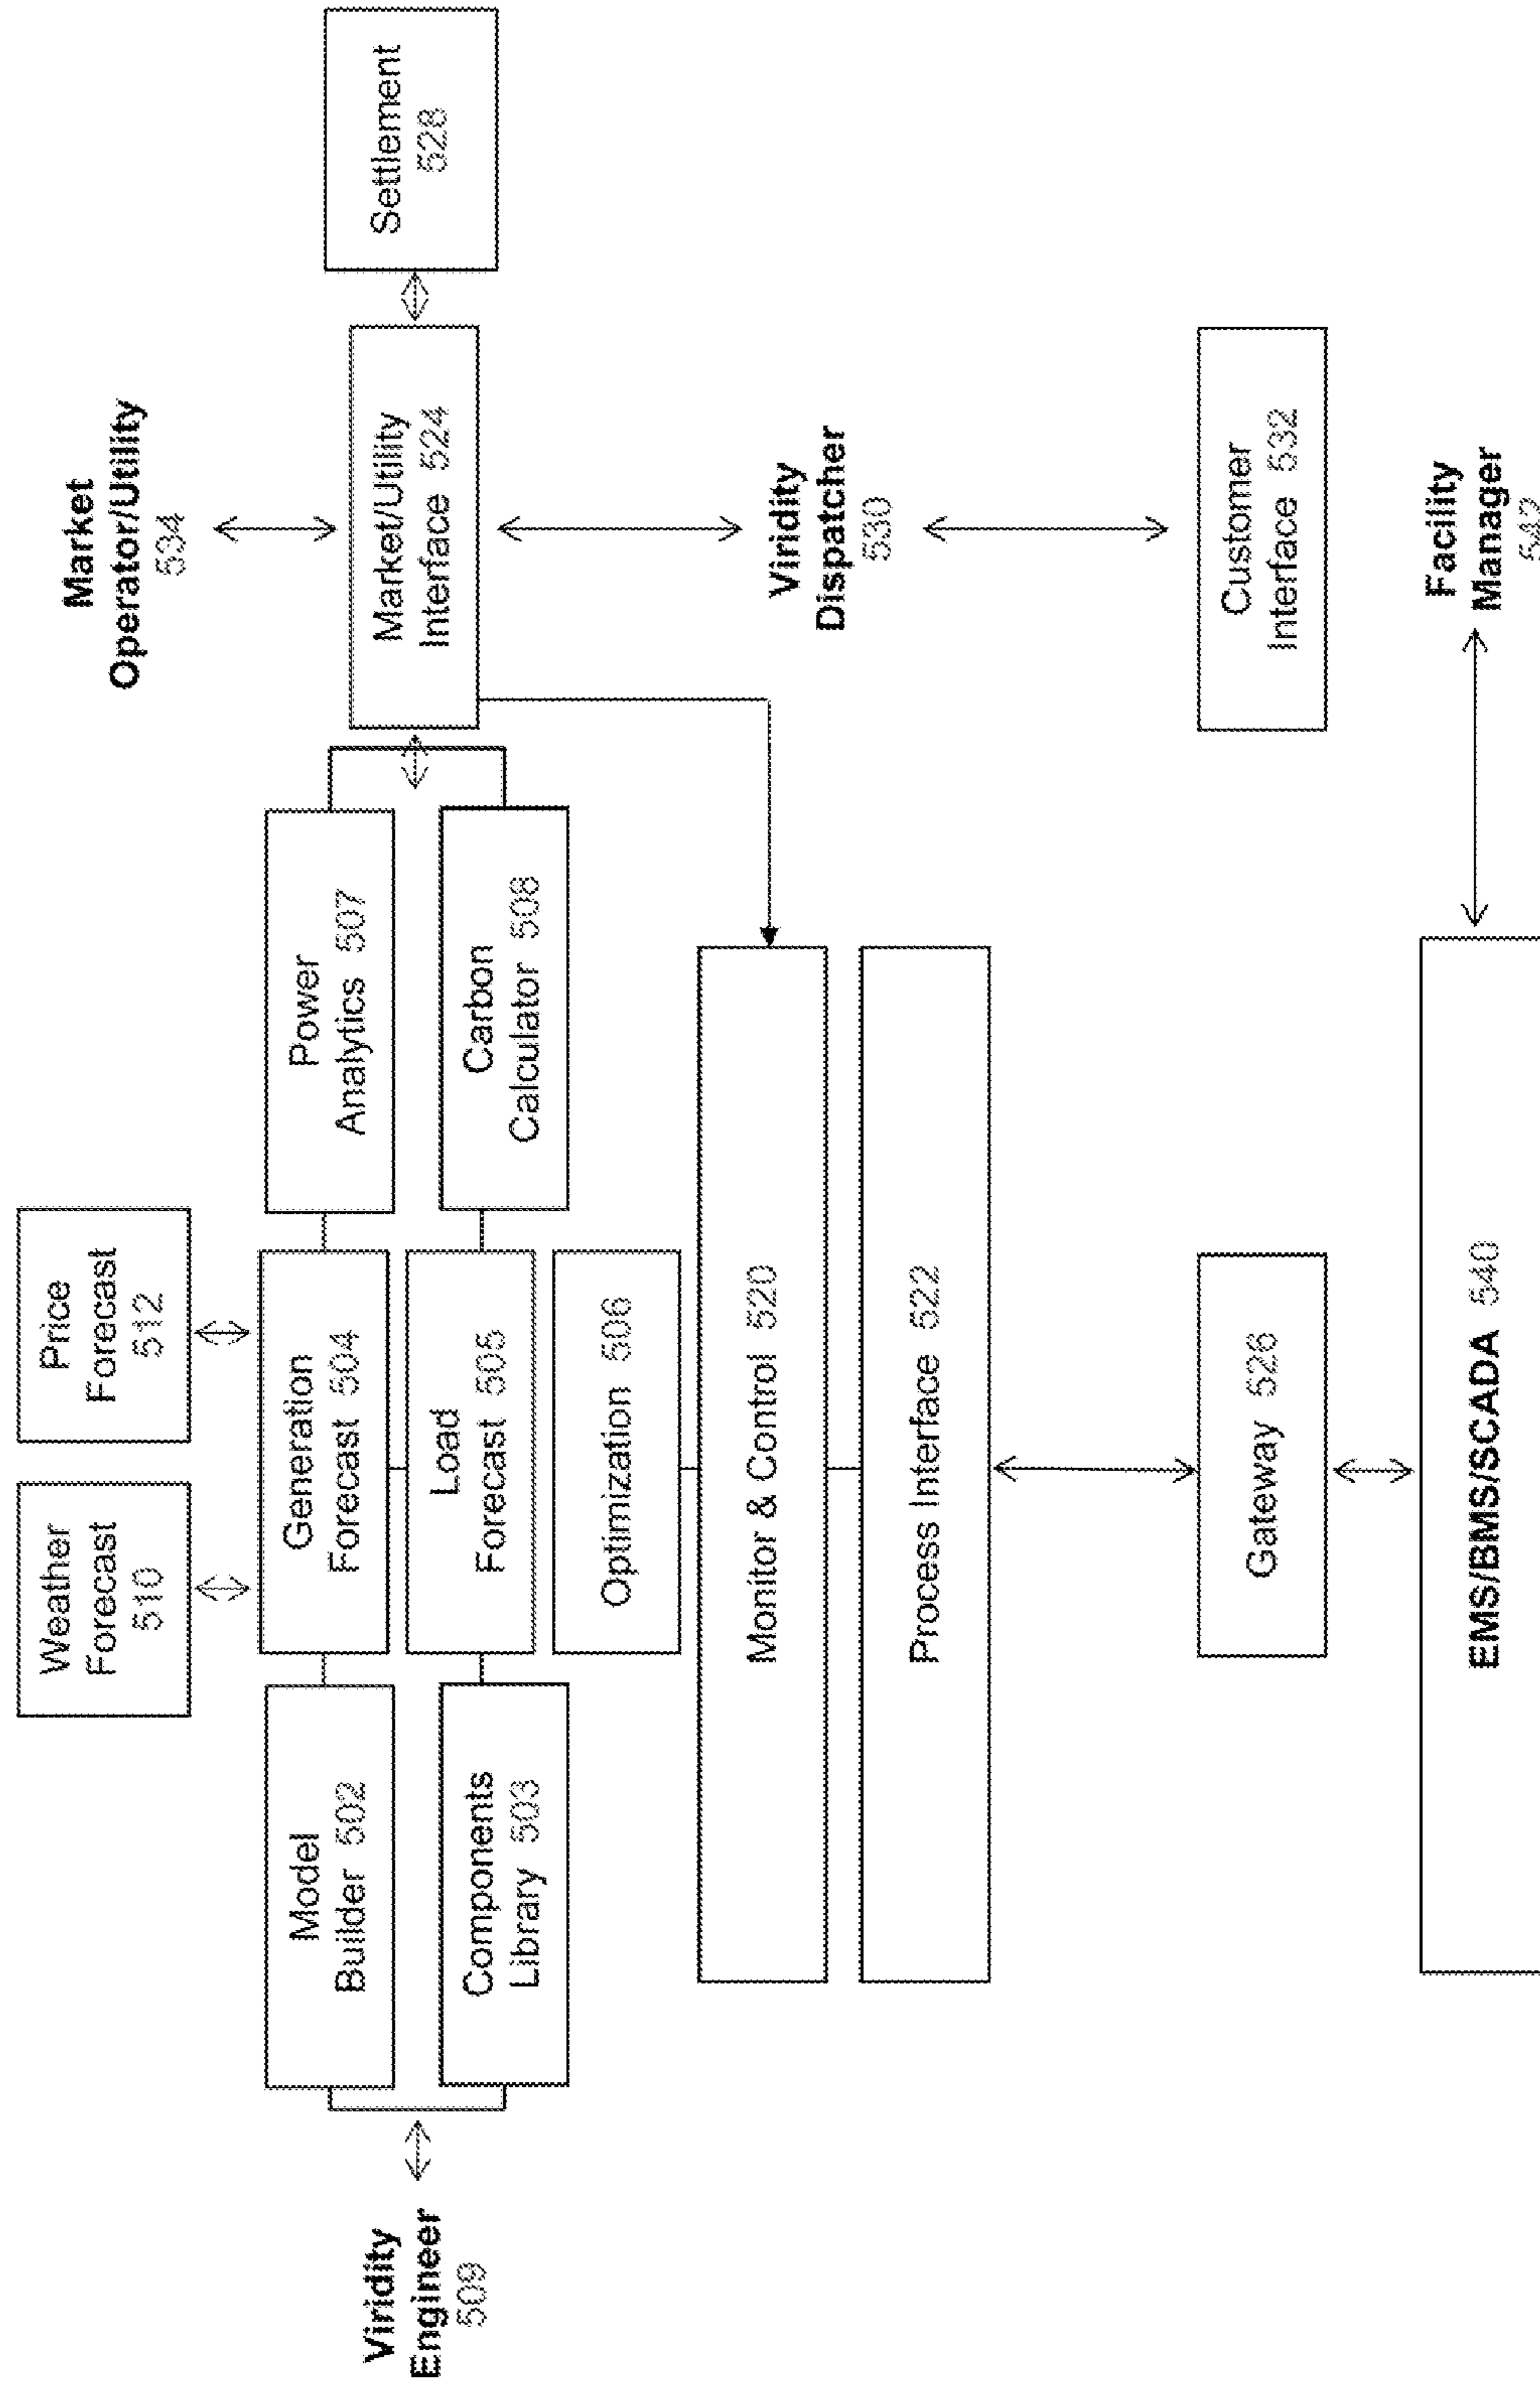 Market
Operator/Utility
534
Weather
Forecast
510
Price
Forecast
512
Viridity
Engineer
509
Model
Builder 502
Components
Library 503
Generation
Forecast 504
Load
Forecast 505
Optimization 506
Power
Analytics 507
Carbon
Calculator 508
Market/Utility
Interface 524
Settlement
528
Monitor & Control 520
Process Interface 522
Viridity
Dispatcher
530
Gateway 526
Customer
Interface 532
EMS/BMS/SCADA 540
Facility
Manager